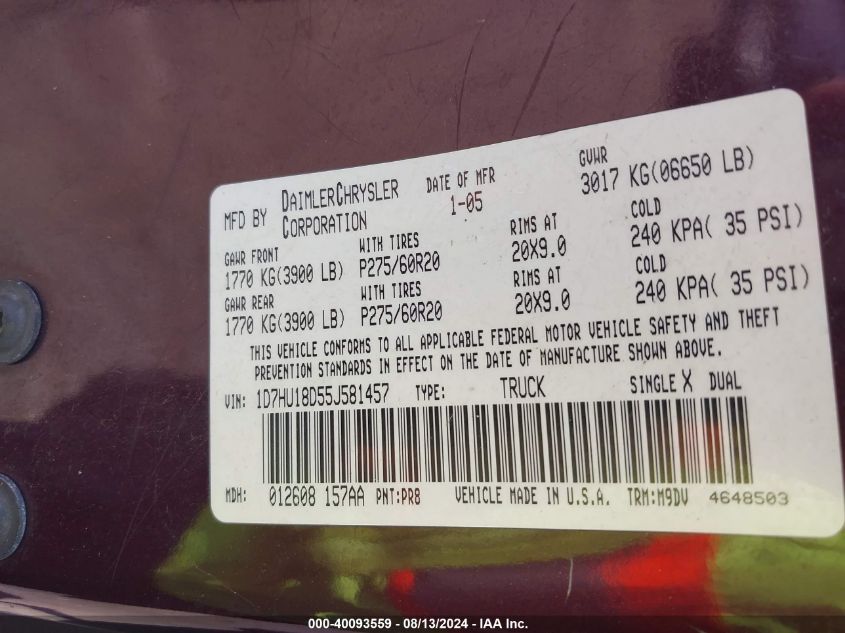 MFD BY DAIMLERCHRYSLER CORPORATION DATE OF MFR 1-05 GVWR 3017 KG(06650 LB)
GAWR FRONT WITH TIRES RIMS AT COLD
1770 KG(3900 LB) P275/60R20 20X9.0 240 KPA( 35 PSI)
GAWR REAR WITH TIRES RIMS AT COLD
1770 KG(3900 LB) P275/60R20 20X9.0 240 KPA( 35 PSI)
THIS VEHICLE CONFORMS TO ALL APPLICABLE FEDERAL MOTOR VEHICLE SAFETY AND THEFT
PREVENTION STANDARDS IN EFFECT ON THE DATE OF MANUFACTURE SHOWN ABOVE.
VIN: 1D7HU18D55J581457 TYPE: TRUCK SINGLE X DUAL
MDH: 012608 157AA PNT:PR8 VEHICLE MADE IN U.S.A. TRM:M9DV 4648503
000-40093559 - 08/13/2024 - IAA Inc.